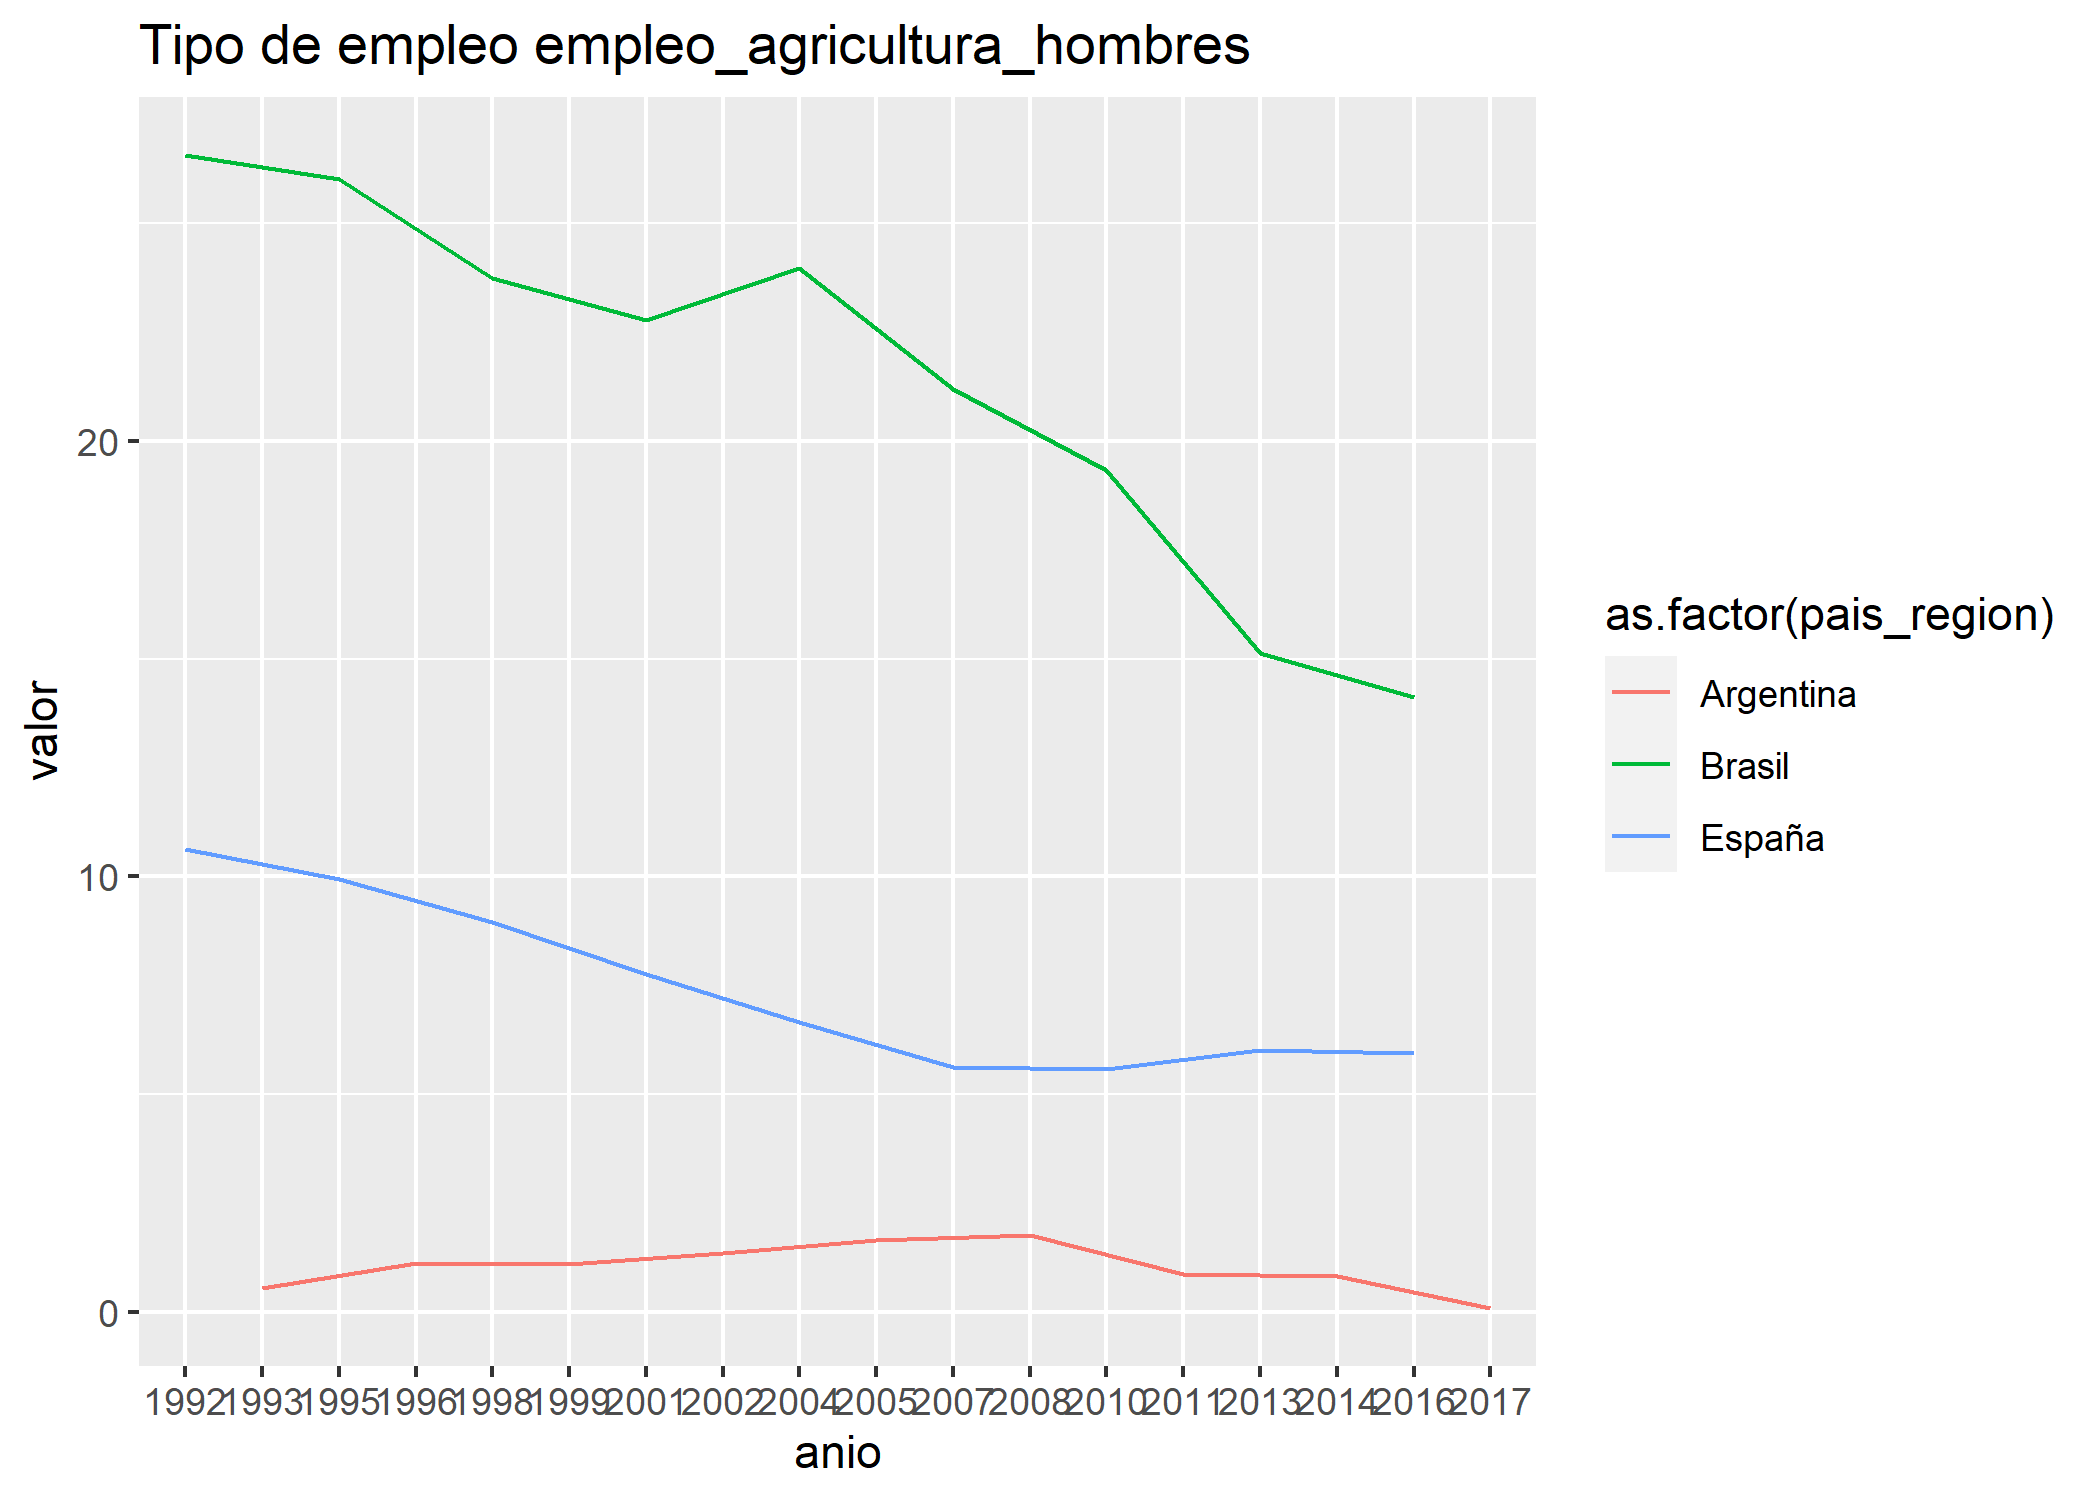 Tipo de empleo empleo_agricultura_hombres
valor
20
10
0
1992 1993 1995 1996 1998 1999 2001 2002 2004 2005 2007 2008 2010 2011 2013 2014 2016 2017
anio
as.factor(pais_region)
Argentina
Brasil
España